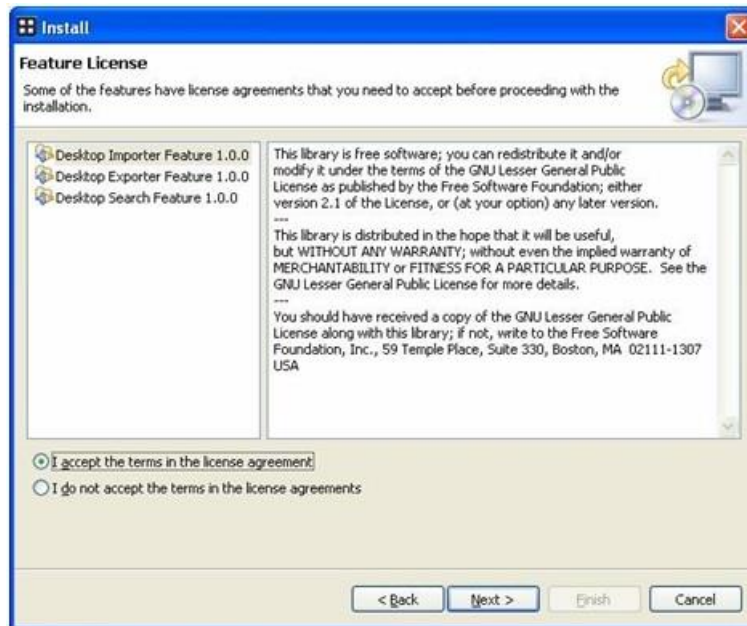 Install
Feature License
Some of the features have license agreements that you need to accept before proceeding with the
installation.
Desktop Importer Feature 1.0.0
Desktop Exporter Feature 1.0.0
Desktop Search Feature 1.0.0
This library is free software; you can redistribute it and/or
modify it under the terms of the GNU Lesser General Public
License as published by the Free Software Foundation; either
version 2.1 of the License, or (at your option) any later version.
---
This library is distributed in the hope that it will be useful,
but WITHOUT ANY WARRANTY; without even the implied warranty of
MERCHANTABILITY or FITNESS FOR A PARTICULAR PURPOSE.  See the
GNU Lesser General Public License for more details.
---
You should have received a copy of the GNU Lesser General Public
License along with this library; if not, write to the Free Software
Foundation, Inc., 59 Temple Place, Suite 330, Boston, MA  02111-1307
USA
I accept the terms in the license agreement
I do not accept the terms in the license agreements
< Back
Next >
Finish
Cancel